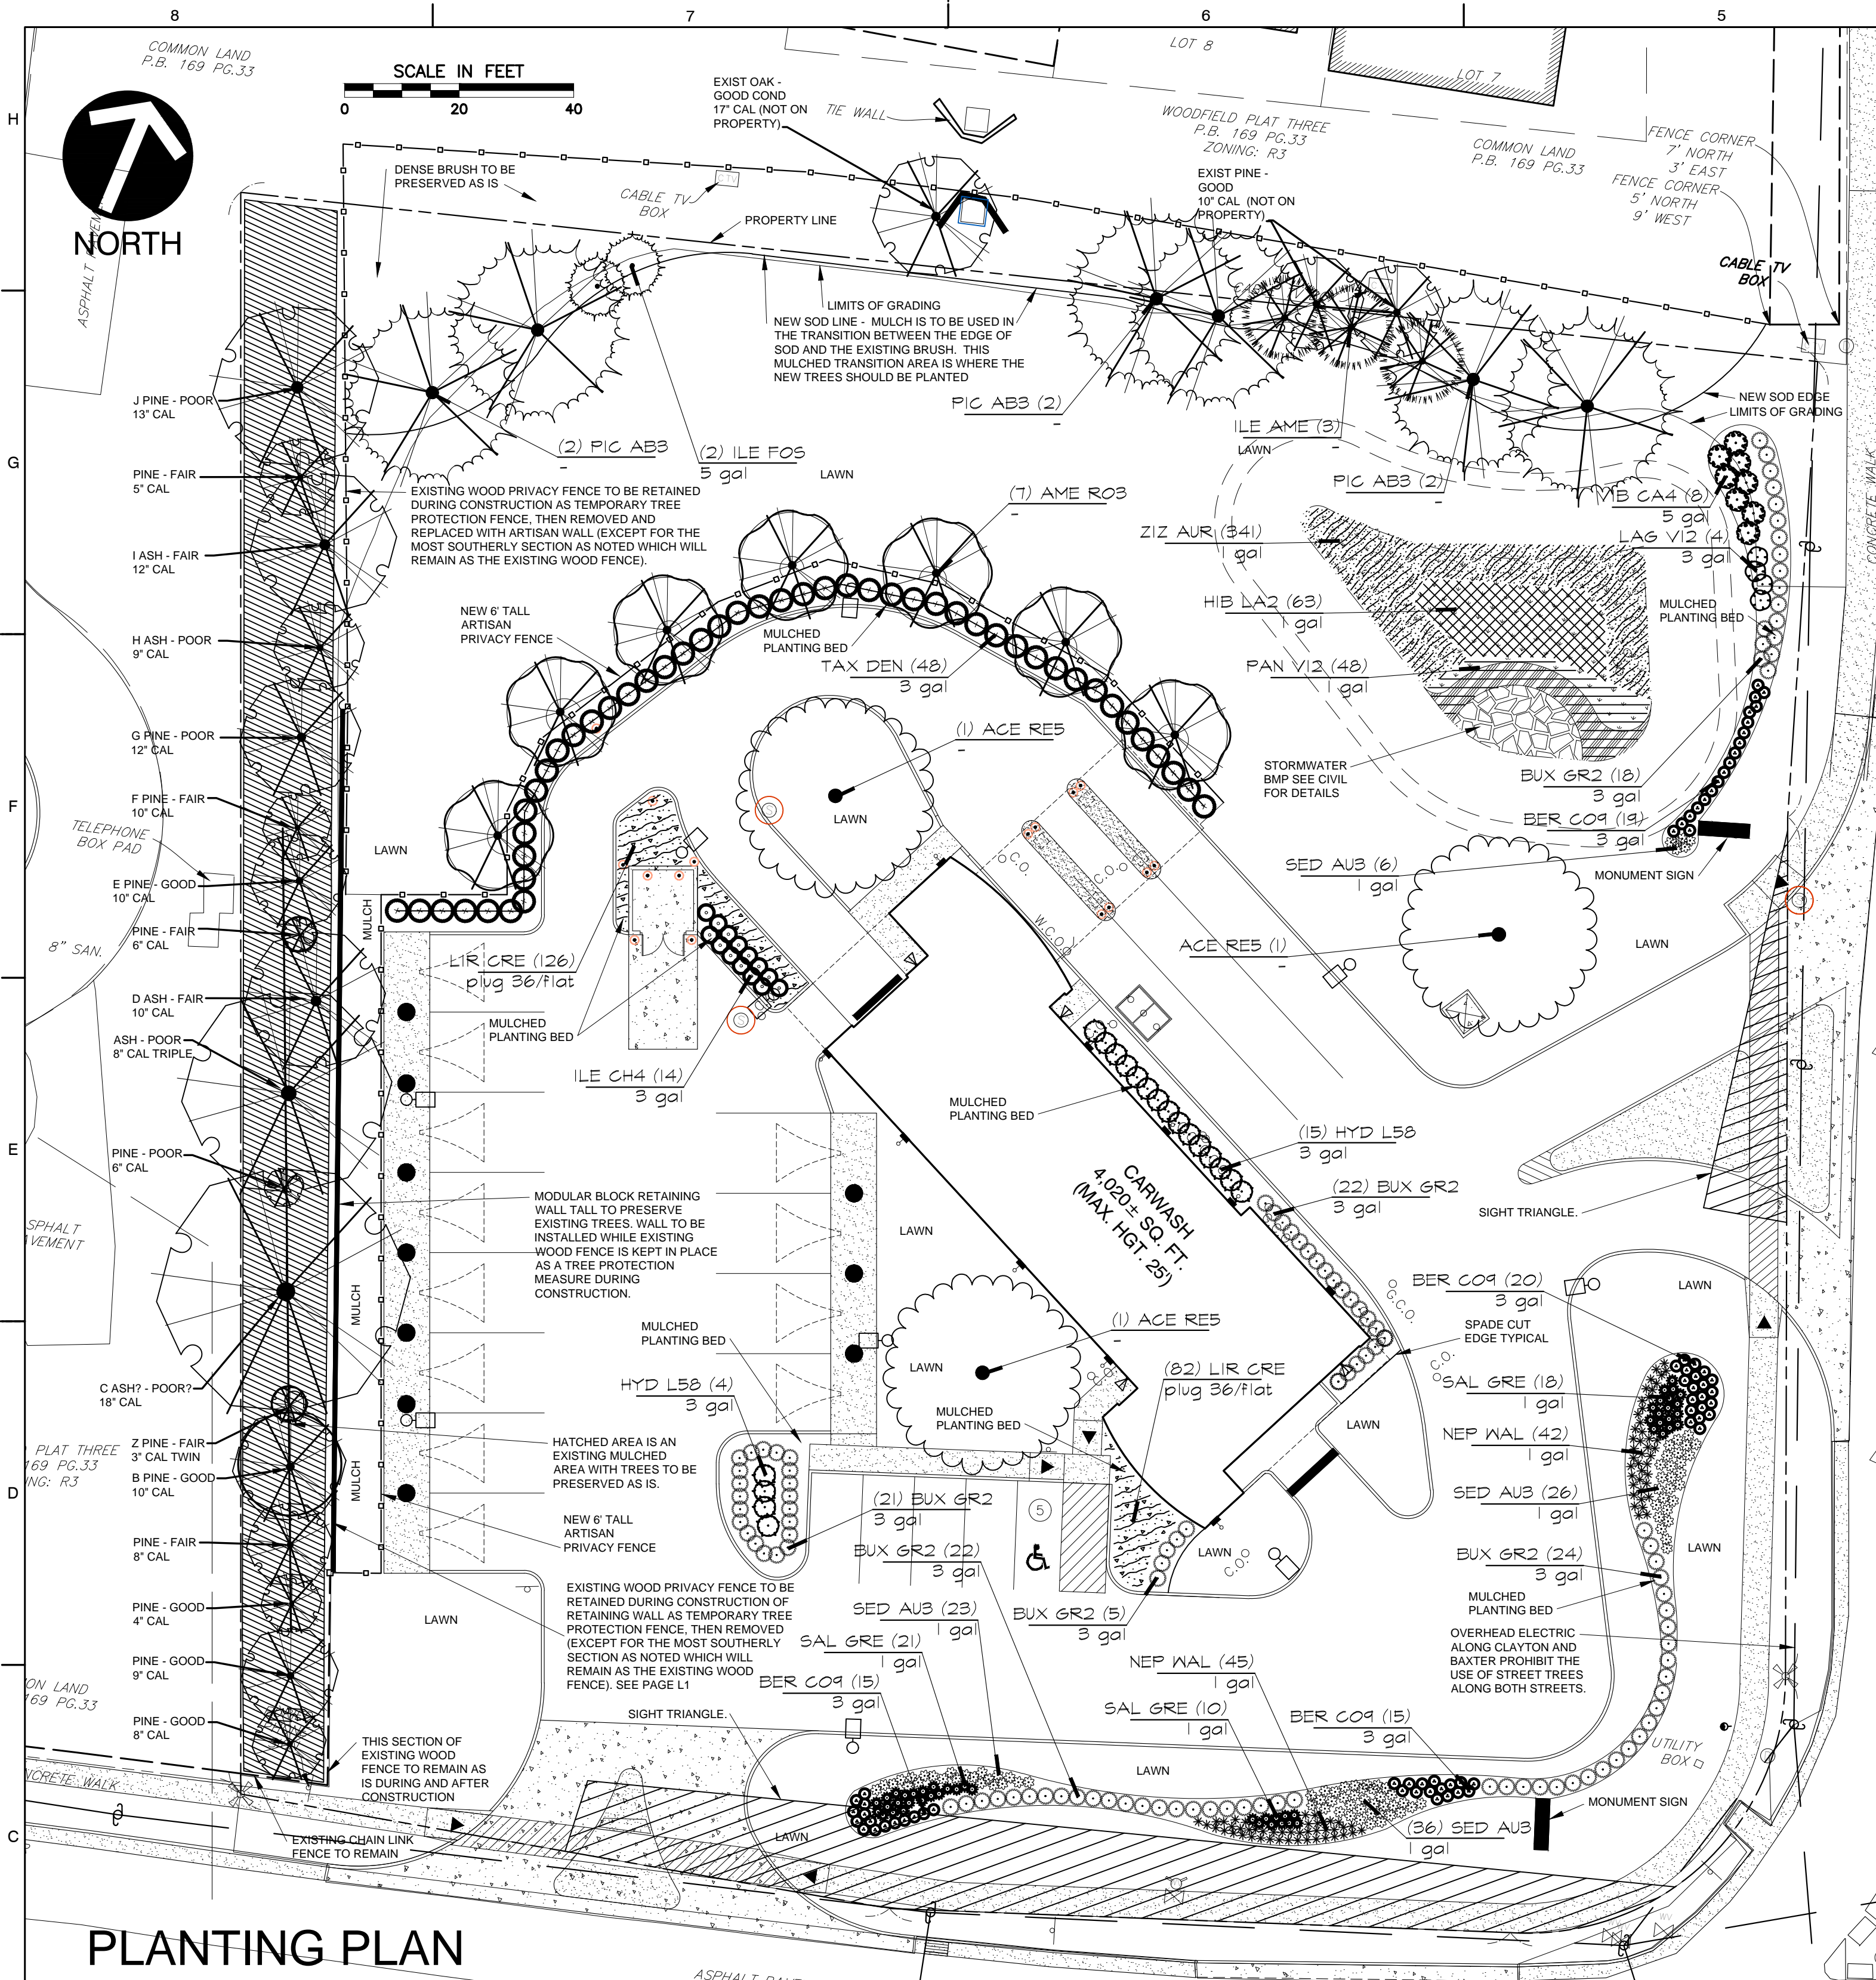 8
7
6
5
H
G
F
E
D
C
COMMON LAND
P.B. 169 PG.33
SCALE IN FEET
0
20
40
NORTH
EXIST OAK -
GOOD COND
17" CAL (NOT ON
PROPERTY)
TIE WALL
LOT 8
LOT 7
WOODFIELD PLAT THREE
P.B. 169 PG.33
ZONING: R3
COMMON LAND
P.B. 169 PG.33
FENCE CORNER
7' NORTH
3' EAST
FENCE CORNER
5' NORTH
9' WEST
CABLE TV
BOX
DENSE BRUSH TO BE
PRESERVED AS IS
CABLE TV
BOX
CTV
PROPERTY LINE
EXIST PINE -
GOOD
10" CAL (NOT ON
PROPERTY)
LIMITS OF GRADING
NEW SOD LINE - MULCH IS TO BE USED IN
THE TRANSITION BETWEEN THE EDGE OF
SOD AND THE EXISTING BRUSH. THIS
MULCHED TRANSITION AREA IS WHERE THE
NEW TREES SHOULD BE PLANTED
NEW SOD EDGE
LIMITS OF GRADING
PIC AB3 (2)
ILE AME (3)
LAWN
PIC AB3 (2)
(2) PIC AB3
(2) ILE FOS
5 gal
LAWN
(7) AME RO3
VIB CA4 (8)
5 gal
LAG V12 (4)
3 gal
ZIZ AUR (341)
1 gal
HIB LA2 (63)
1 gal
PAN V12 (48)
1 gal
MULCHED
PLANTING BED
STORMWATER
BMP SEE CIVIL
FOR DETAILS
BUX GR2 (18)
3 gal
BER CO9 (19)
3 gal
SED AU3 (6)
1 gal
MONUMENT SIGN
ACE RE5 (1)
LAWN
J PINE - POOR
13" CAL
PINE - FAIR
5" CAL
I ASH - FAIR
12" CAL
H ASH - POOR
9" CAL
G PINE - POOR
12" CAL
F PINE - FAIR
10" CAL
E PINE - GOOD
10" CAL
PINE - FAIR
6" CAL
D ASH - FAIR
10" CAL
ASH - POOR
8" CAL TRIPLE
PINE - POOR
6" CAL
C ASH? - POOR?
18" CAL
Z PINE - FAIR
3" CAL TWIN
B PINE - GOOD
10" CAL
PINE - FAIR
8" CAL
PINE - GOOD
4" CAL
PINE - GOOD
9" CAL
PINE - GOOD
8" CAL
TELEPHONE
BOX PAD
8" SAN.
EXISTING WOOD PRIVACY FENCE TO BE RETAINED
DURING CONSTRUCTION AS TEMPORARY TREE
PROTECTION FENCE, THEN REMOVED AND
REPLACED WITH ARTISAN WALL (EXCEPT FOR THE
MOST SOUTHERLY SECTION AS NOTED WHICH WILL
REMAIN AS THE EXISTING WOOD FENCE).
NEW 6' TALL
ARTISAN
PRIVACY FENCE
MULCHED
PLANTING BED
TAX DEN (48)
3 gal
(1) ACE RE5
LAWN
LAWN
MULCH
LIR CRE (126)
plug 36/flat
MULCHED
PLANTING BED
ILE CH4 (14)
3 gal
C.O.
C.O.
W.C.O.
MULCHED
PLANTING BED
(15) HYD L58
3 gal
(22) BUX GR2
3 gal
CARWASH
4,020± SQ. FT.
(MAX. HGT. 25')
LAWN
MODULAR BLOCK RETAINING
WALL TALL TO PRESERVE
EXISTING TREES. WALL TO BE
INSTALLED WHILE EXISTING
WOOD FENCE IS KEPT IN PLACE
AS A TREE PROTECTION
MEASURE DURING
CONSTRUCTION.
MULCH
MULCHED
PLANTING BED
HYD L58 (4)
3 gal
LAWN
(1) ACE RE5
(82) LIR CRE
plug 36/flat
MULCHED
PLANTING BED
SIGHT TRIANGLE.
G.C.O.
SPADE CUT
EDGE TYPICAL
C.O.
BER CO9 (20)
3 gal
LAWN
SAL GRE (18)
1 gal
NEP WAL (42)
1 gal
SED AU3 (26)
1 gal
BUX GR2 (24)
3 gal
LAWN
LAWN
MULCHED
PLANTING BED
OVERHEAD ELECTRIC
ALONG CLAYTON AND
BAXTER PROHIBIT THE
USE OF STREET TREES
ALONG BOTH STREETS.
HATCHED AREA IS AN
EXISTING MULCHED
AREA WITH TREES TO BE
PRESERVED AS IS.
MULCH
NEW 6' TALL
ARTISAN
PRIVACY FENCE
(21) BUX GR2
3 gal
5
BUX GR2 (22)
3 gal
LAWN
C.O.
BUX GR2 (5)
3 gal
EXISTING WOOD PRIVACY FENCE TO BE
RETAINED DURING CONSTRUCTION OF
RETAINING WALL AS TEMPORARY TREE
PROTECTION FENCE, THEN REMOVED
(EXCEPT FOR THE MOST SOUTHERLY
SECTION AS NOTED WHICH WILL
REMAIN AS THE EXISTING WOOD
FENCE). SEE PAGE L1
LAWN
SED AU3 (23)
1 gal
SAL GRE (21)
1 gal
BER CO9 (15)
3 gal
SIGHT TRIANGLE.
NEP WAL (45)
1 gal
SAL GRE (10)
1 gal
BER CO9 (15)
3 gal
LAWN
UTILITY
BOX
MONUMENT SIGN
(36) SED AU3
1 gal
LAWN
THIS SECTION OF
EXISTING WOOD
FENCE TO REMAIN AS
IS DURING AND AFTER
CONSTRUCTION
EXISTING CHAIN LINK
FENCE TO REMAIN
PLAT THREE
169 PG.33
NG: R3
ON LAND
169 PG.33
NCRETE WALK
SPHALT
VEMENT
PLANTING PLAN